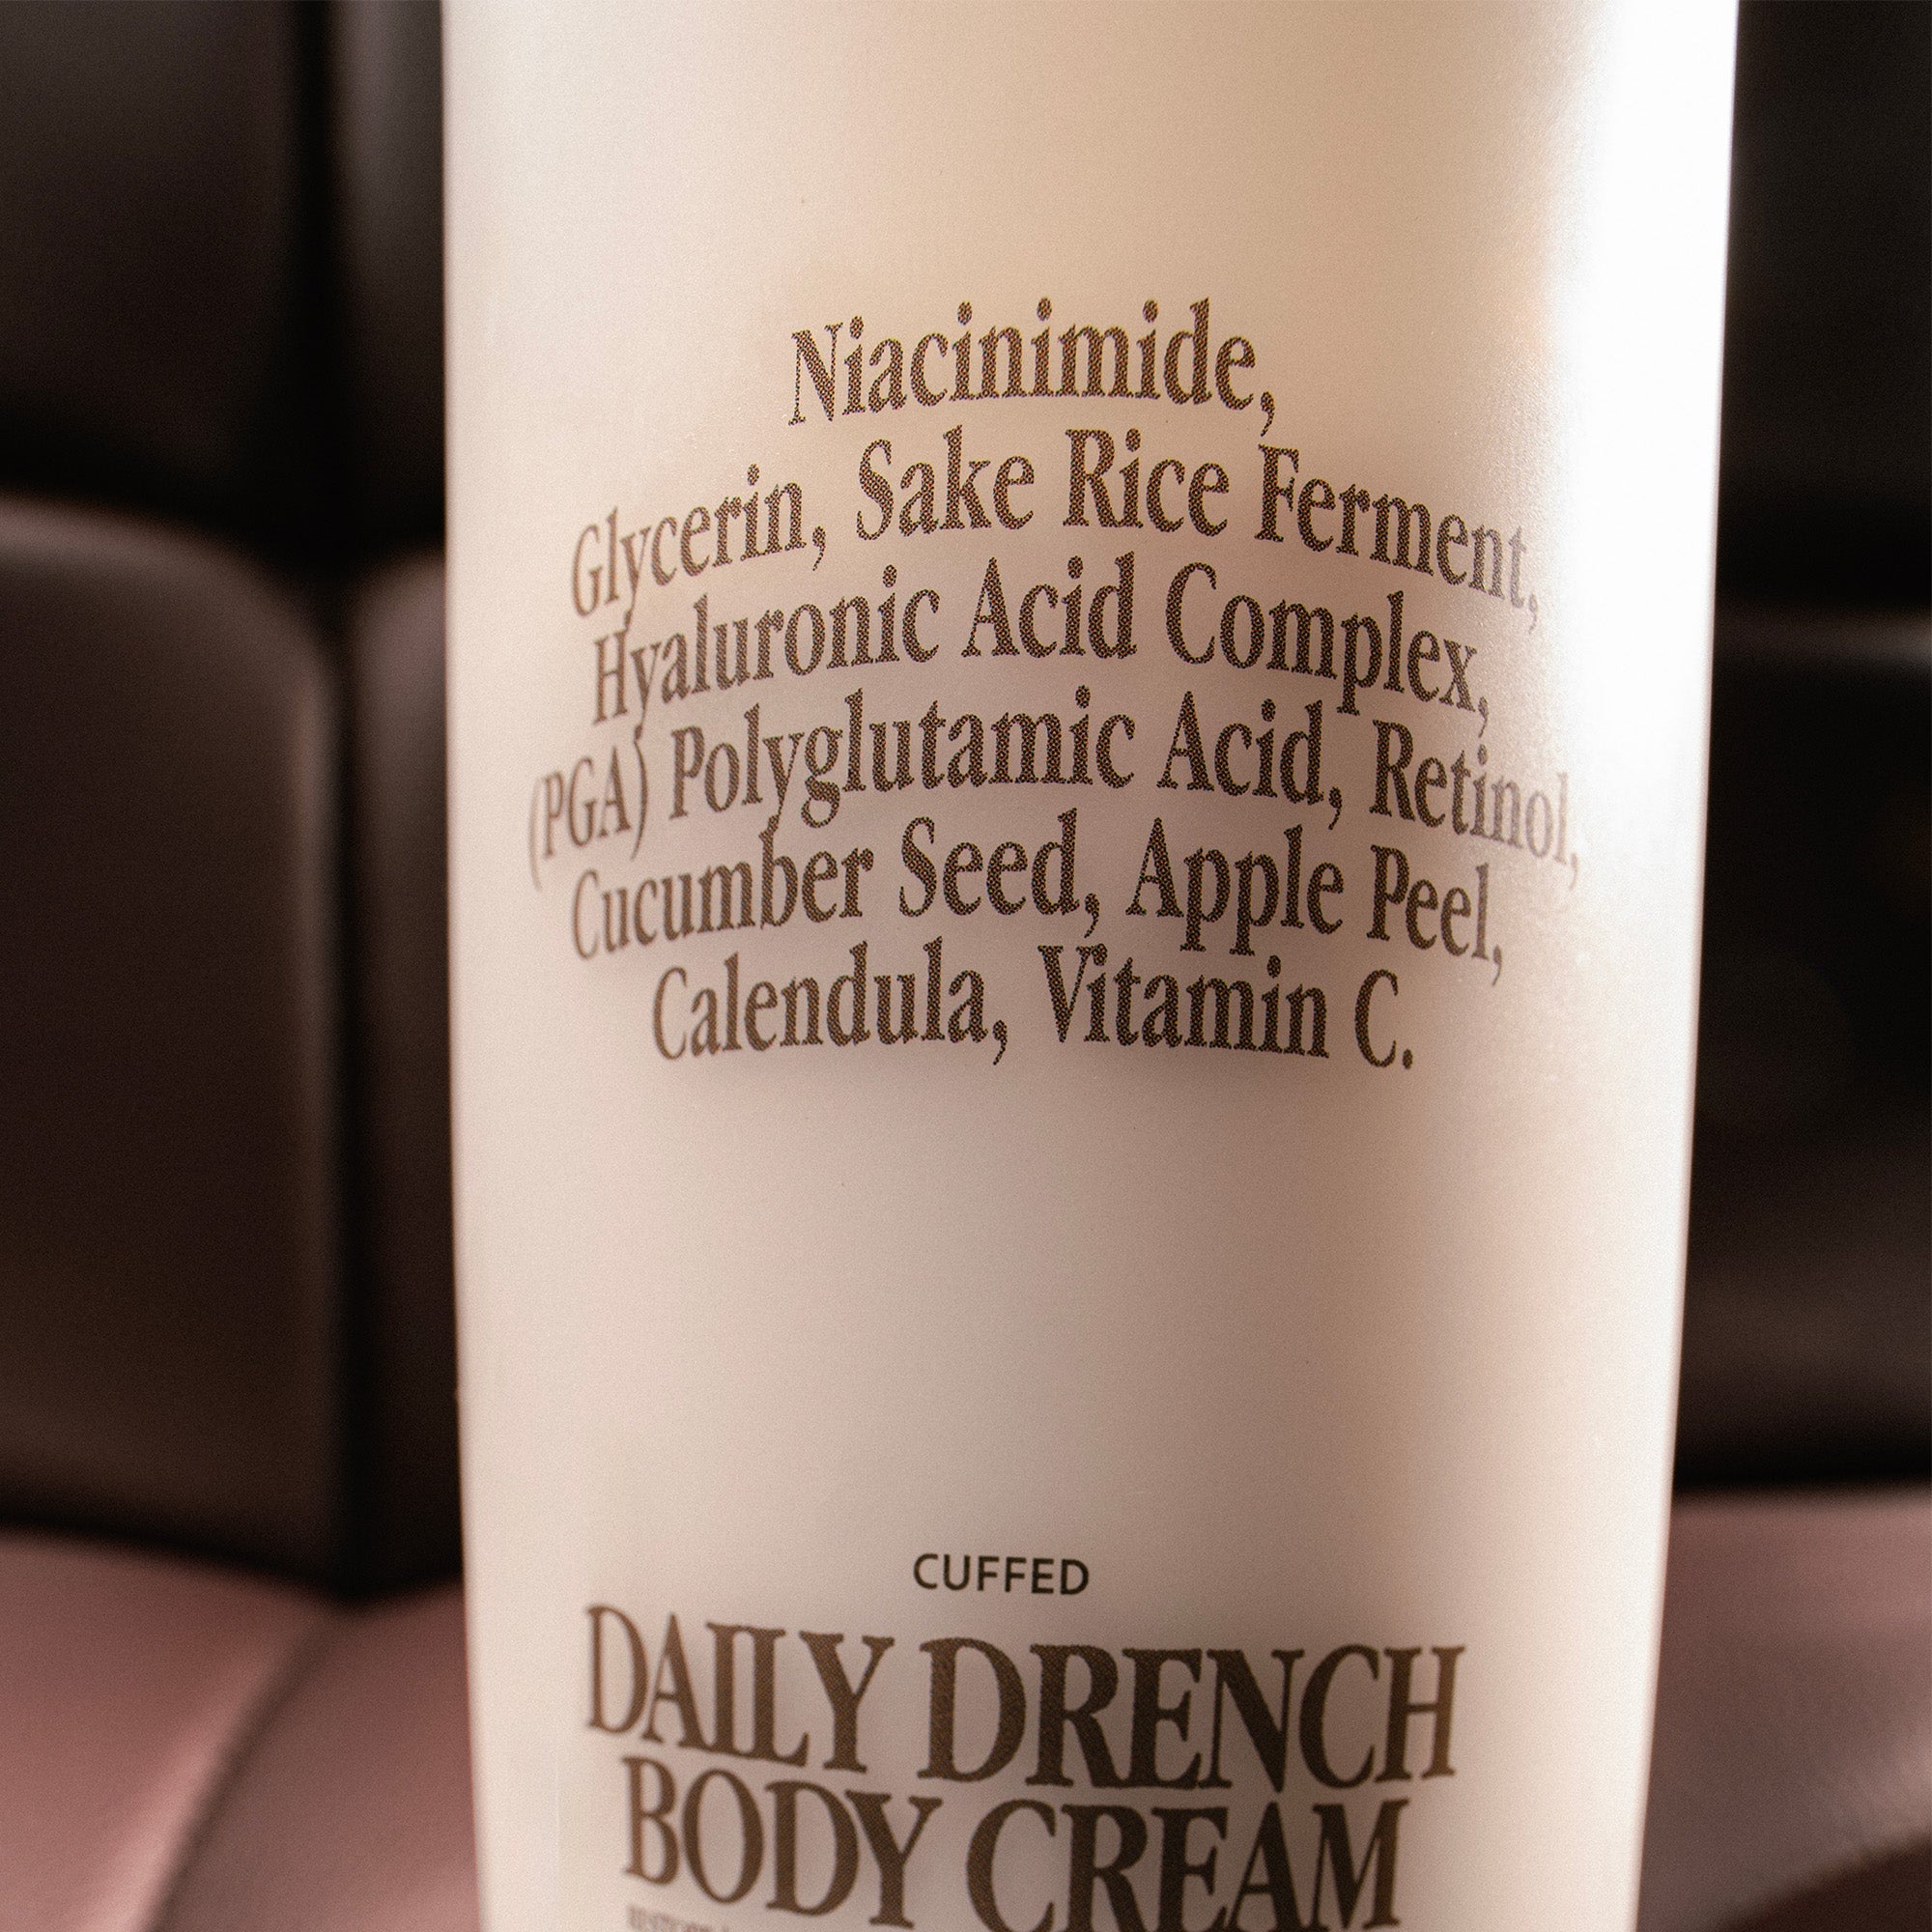 Niacinimide,
Glycerin, Sake Rice Ferment,
Hyaluronic Acid Complex,
(PGA) Polyglutamic Acid, Retinol,
Cucumber Seed, Apple Peel,
Calendula, Vitamin C.
CUFFED
DAILY DRENCH
BODY CREAM